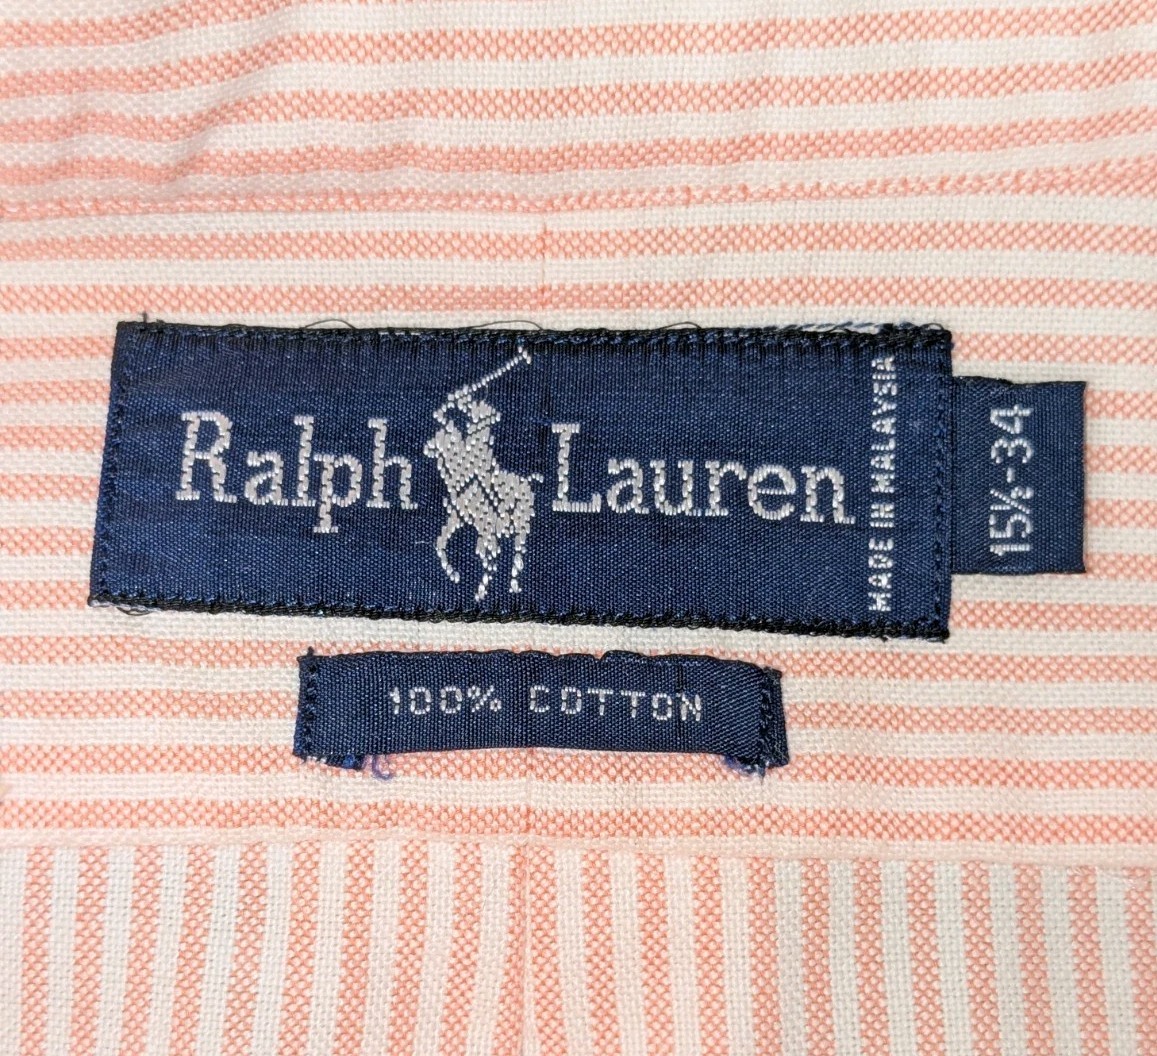 Ralph Lauren
MADE IN MALAYSIA
15½-34
100% COTTON